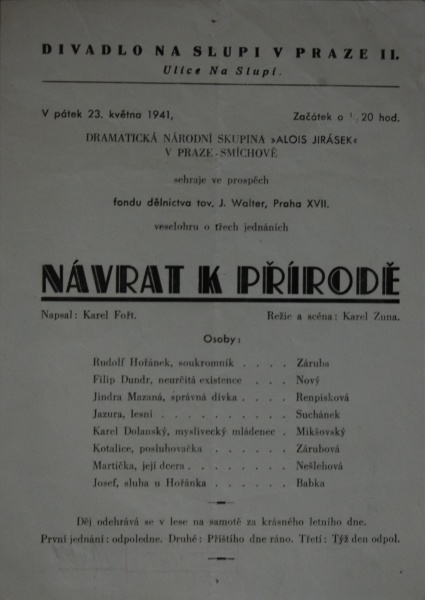 DIVADLO NA SLUPI V PRAZE II.
Ulice Na Slupi.
V pátek 23. května 1941, Začátek o ½ 20 hod.
DRAMATICKÁ NÁRODNÍ SKUPINA »ALOIS JIRÁSEK«
V PRAZE-SMÍCHOVĚ
sehraje ve prospěch
fondu dělnictva tov. J. Walter, Praha XVII.
veselohru o třech jednáních
NÁVRAT K PŘÍRODĚ
Napsal: Karel Fořt. Režie a scéna: Karel Zuna.
Osoby:
Rudolf Hořánek, soukromník . . . . Záruba
Filip Dundr, neurčitá existence . . . Nový
Jindra Mazaná, správná dívka . . . . Renpísková
Jazura, lesní . . . . . . . . . Suchánek
Karel Dolanský, myslivecký mládenec . Mikšovský
Kotalice, posluhovačka . . . . . Zárubová
Martička, její dcera . . . . . . . . Nešlehová
Josef, sluha u Hořánka . . . . . Babka
Děj odehrává se v lese na samotě za krásného letního dne.
První jednání: odpoledne. Druhé: Příštího dne ráno. Třetí: Týž den odpol.